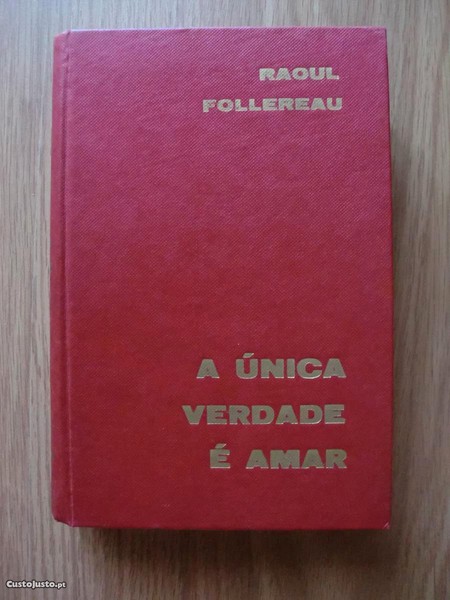 RAOUL
FOLLEREAU
A ÚNICA
VERDADE
É AMAR
CustoJusto.pt